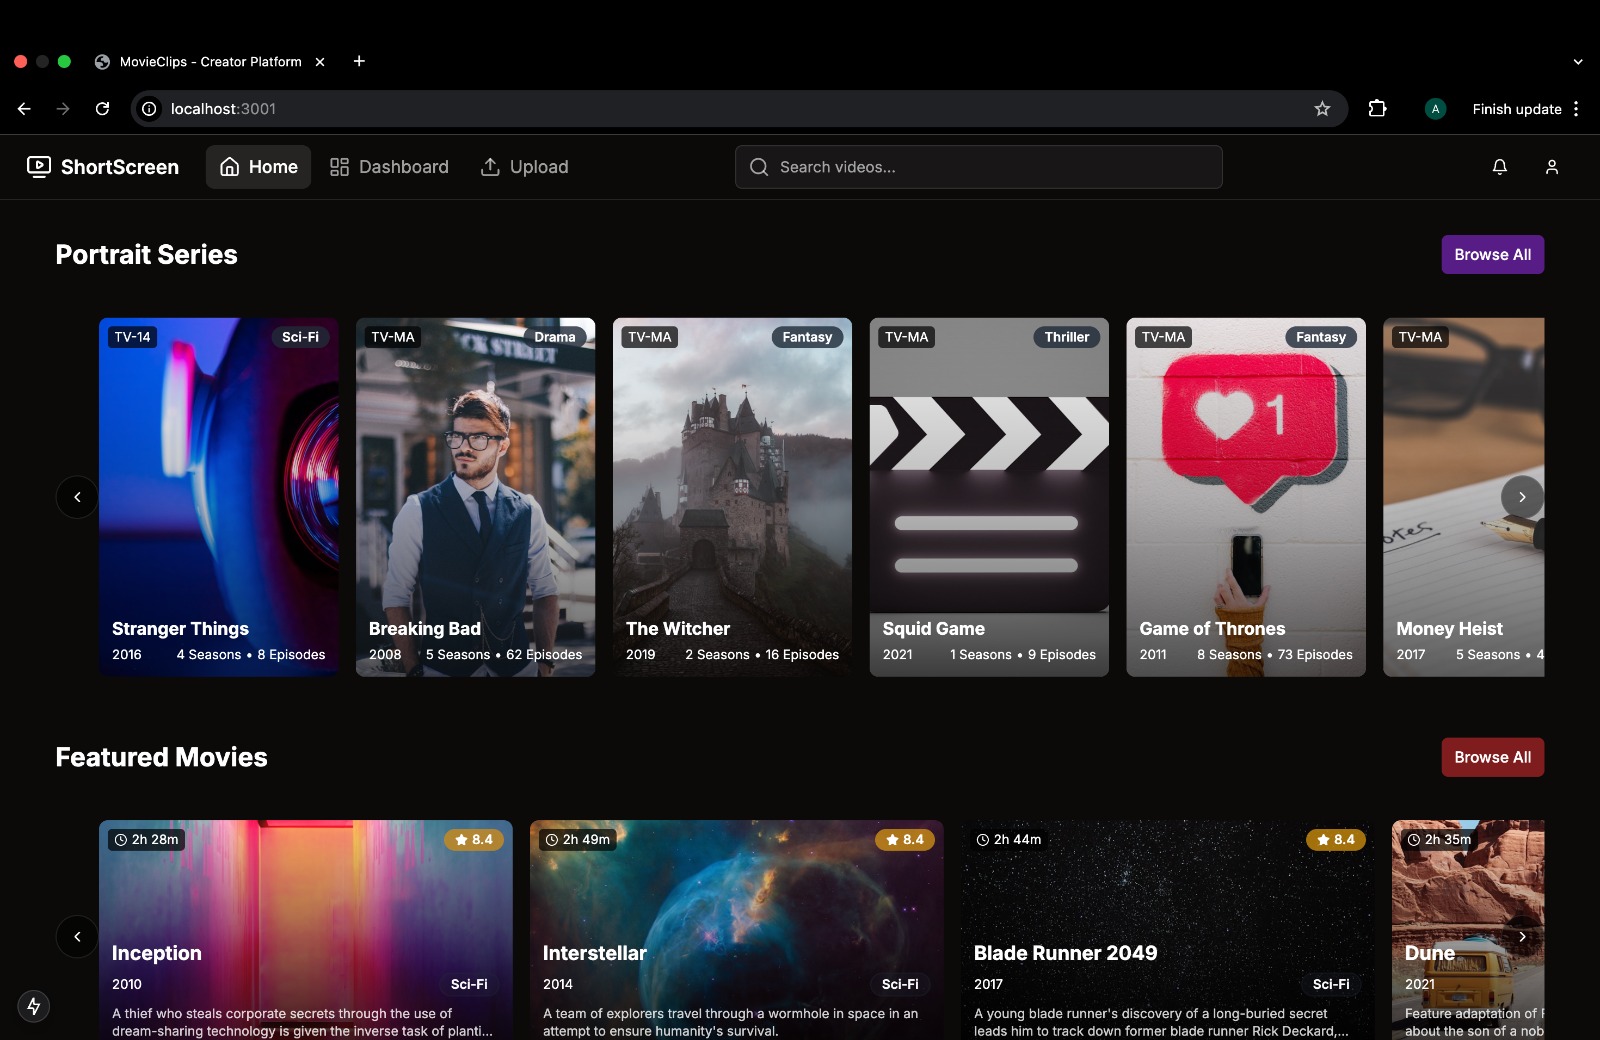 MovieClips - Creator Platform
localhost:3001
A
Finish update
ShortScreen
Home
Dashboard
Upload
Search videos...
Portrait Series
Browse All
TV-14
Sci-Fi
Stranger Things
2016
4 Seasons • 8 Episodes
TV-MA
Drama
CK STREET
Breaking Bad
2008
5 Seasons • 62 Episodes
TV-MA
Fantasy
The Witcher
2019
2 Seasons • 16 Episodes
TV-MA
Thriller
Squid Game
2021
1 Seasons • 9 Episodes
TV-MA
Fantasy
1
Game of Thrones
2011
8 Seasons • 73 Episodes
TV-MA
otes
Money Heist
2017
5 Seasons • 4
Featured Movies
Browse All
2h 28m
8.4
Inception
2010
Sci-Fi
A thief who steals corporate secrets through the use of
dream-sharing technology is given the inverse task of planti...
2h 49m
8.4
Interstellar
2014
Sci-Fi
A team of explorers travel through a wormhole in space in an
attempt to ensure humanity's survival.
2h 44m
8.4
Blade Runner 2049
2017
Sci-Fi
A young blade runner's discovery of a long-buried secret
leads him to track down former blade runner Rick Deckard,...
2h 35m
Dune
2021
Feature adaptation of F
about the son of a nob